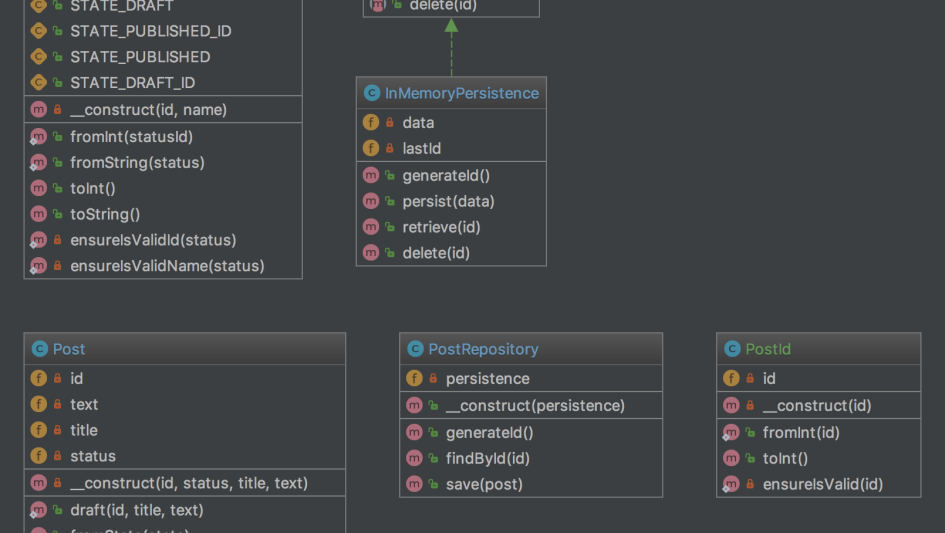 STATE_DRAFT
STATE_PUBLISHED_ID
STATE_PUBLISHED
STATE_DRAFT_ID
__construct(id, name)
fromInt(statusId)
fromString(status)
toInt()
toString()
ensureIsValidId(status)
ensureIsValidName(status)
delete(id)
InMemoryPersistence
data
lastId
generateId()
persist(data)
retrieve(id)
delete(id)
Post
id
text
title
status
__construct(id, status, title, text)
draft(id, title, text)
PostRepository
persistence
__construct(persistence)
generateId()
findById(id)
save(post)
PostId
id
__construct(id)
fromInt(id)
toInt()
ensureIsValid(id)